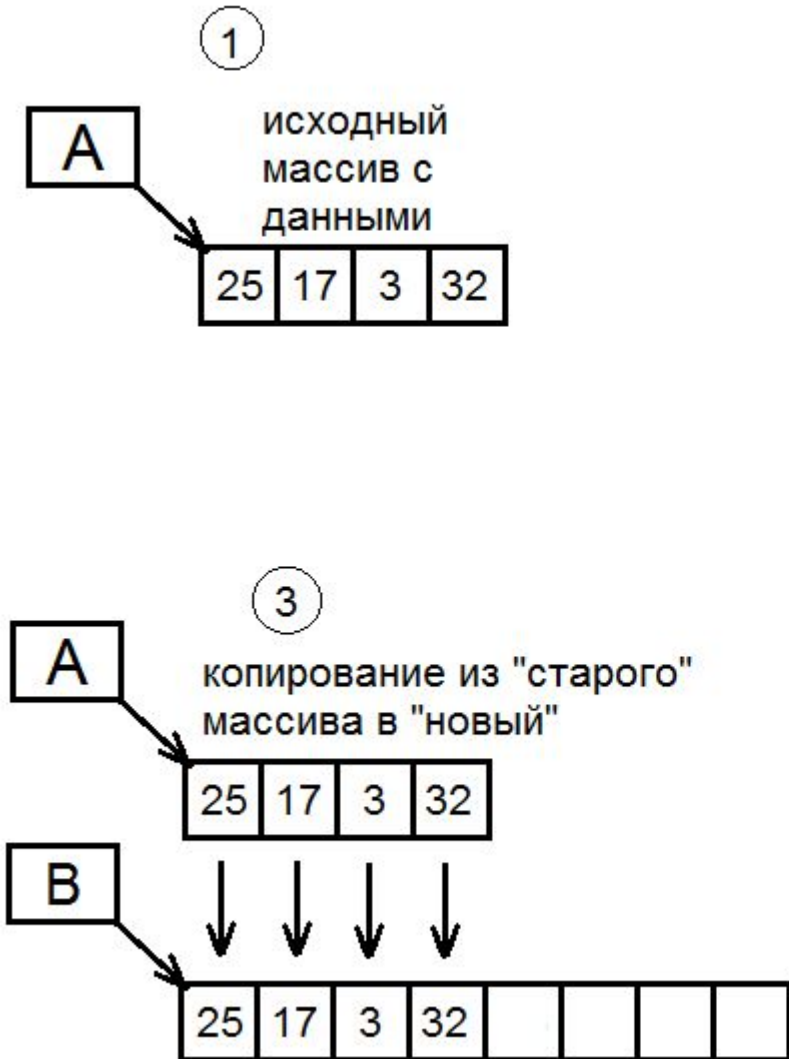 1
A
исходный
массив с
данными
25 17 3 32
3
A
копирование из "старого"
массива в "новый"
25 17 3 32
B
25 17 3 32